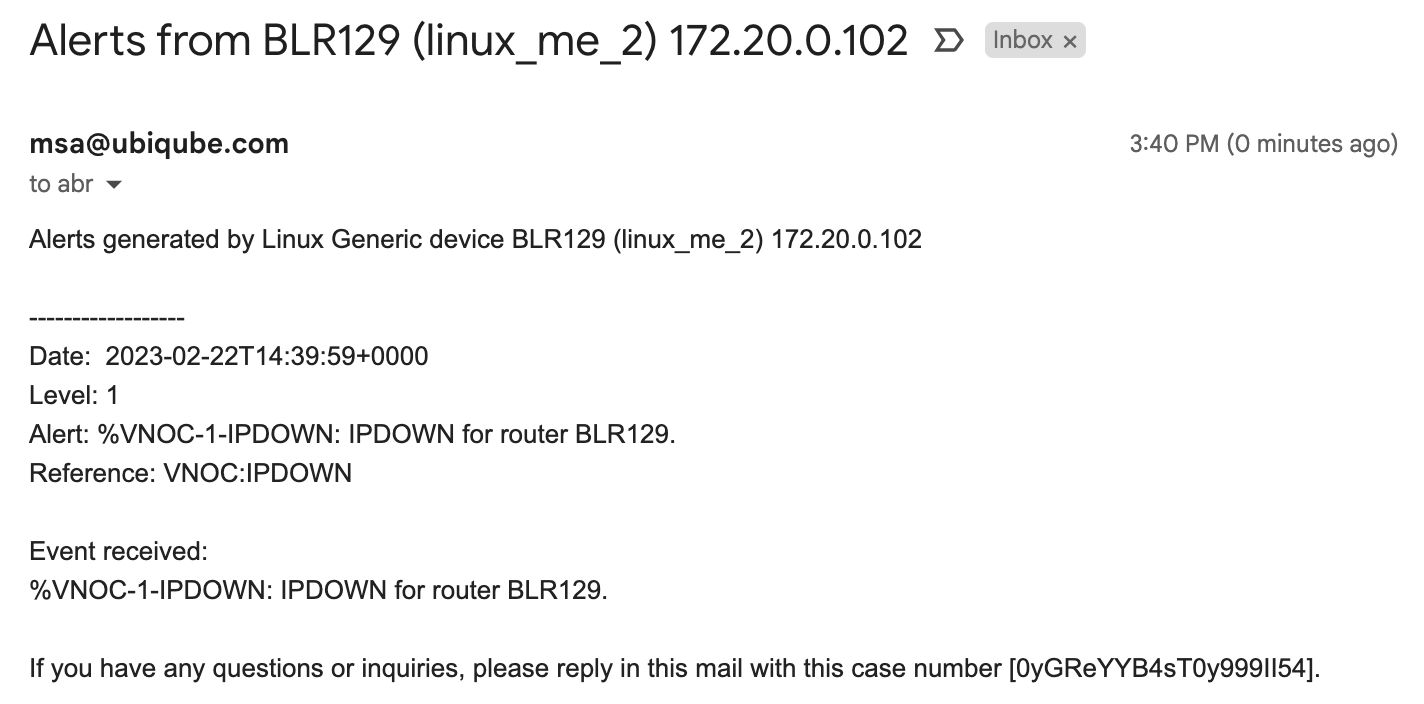 Alerts from BLR129 (linux_me_2) 172.20.0.102 Inbox ×
msa@ubiqube.com 3:40 PM (0 minutes ago)
to abr
Alerts generated by Linux Generic device BLR129 (linux_me_2) 172.20.0.102
------------------
Date:  2023-02-22T14:39:59+0000
Level: 1
Alert: %VNOC-1-IPDOWN: IPDOWN for router BLR129.
Reference: VNOC:IPDOWN
Event received:
%VNOC-1-IPDOWN: IPDOWN for router BLR129.
If you have any questions or inquiries, please reply in this mail with this case number [0yGReYYB4sT0y999II54].